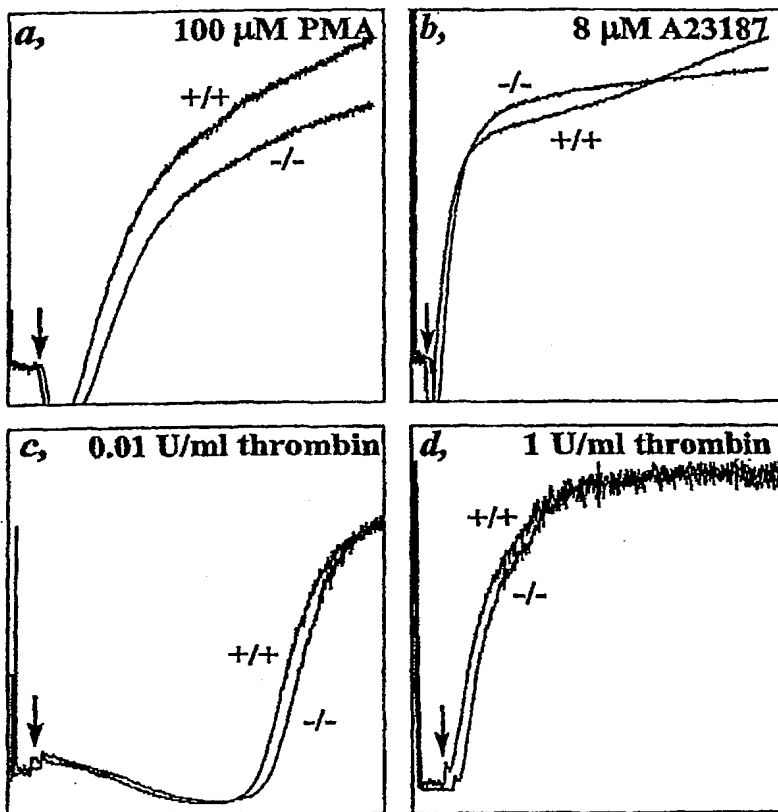 a, 100 µM PMA
+/+
-/-
b, 8 µM A23187
-/-
+/+
c, 0.01 U/ml thrombin
+/+
-/-
d, 1 U/ml thrombin
+/+
-/-